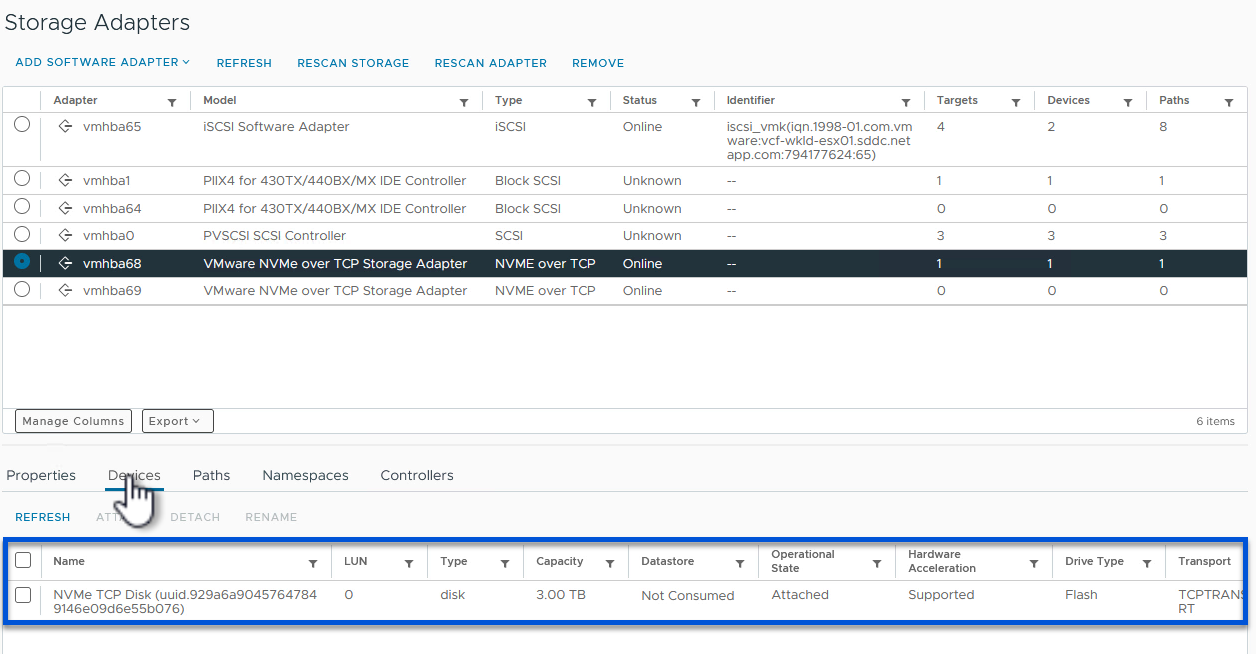 Storage Adapters
ADD SOFTWARE ADAPTER REFRESH RESCAN STORAGE RESCAN ADAPTER REMOVE
Adapter Model Type Status Identifier Targets Devices Paths
vmhba65 iSCSI Software Adapter iSCSI Online iscsi_vmk(iqn.1998-01.com.vm 4 2 8
ware:vcf-wkld-esx01.sddc.net
app.com:794177624:65)
vmhba1 PIIX4 for 430TX/440BX/MX IDE Controller Block SCSI Unknown -- 1 1 1
vmhba64 PIIX4 for 430TX/440BX/MX IDE Controller Block SCSI Unknown -- 0 0 0
vmhba0 PVSCSI SCSI Controller SCSI Unknown -- 3 3 3
vmhba68 VMware NVMe over TCP Storage Adapter NVME over TCP Online -- 1 1 1
vmhba69 VMware NVMe over TCP Storage Adapter NVME over TCP Online -- 0 0 0
Manage Columns Export 6 items
Properties Devices Paths Namespaces Controllers
REFRESH DETACH RENAME
Name LUN Type Capacity Datastore Operational State Hardware Acceleration Drive Type Transport
NVMe TCP Disk (uuid.929a6a9045764784 0 disk 3.00 TB Not Consumed Attached Supported Flash TCPTRANS
9146e09d6e55b076) RT